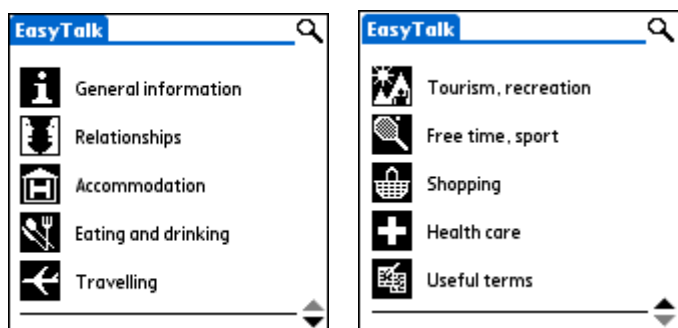 EasyTalk
General information
Relationships
Accommodation
Eating and drinking
Travelling
EasyTalk
Tourism, recreation
Free time, sport
Shopping
Health care
Useful terms